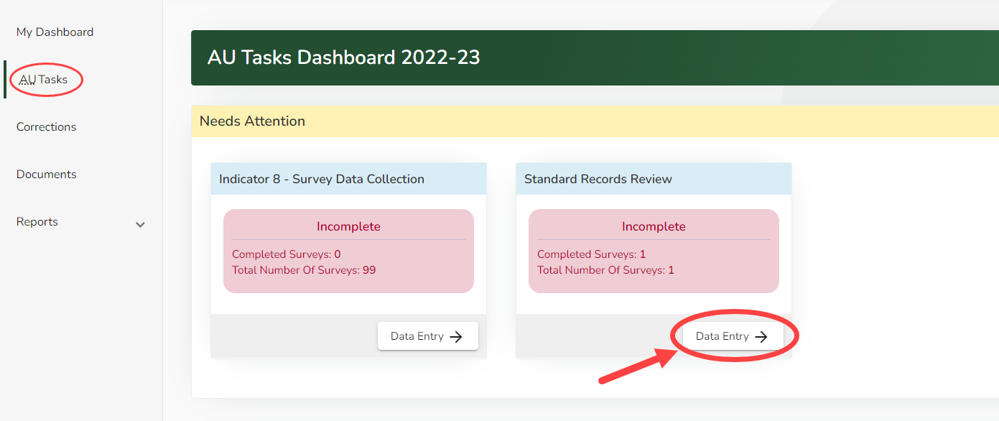 My Dashboard
AU Tasks
Corrections
Documents
Reports
AU Tasks Dashboard 2022-23
Needs Attention
Indicator 8 - Survey Data Collection
Incomplete
Completed Surveys: 0
Total Number Of Surveys: 99
Data Entry
Standard Records Review
Incomplete
Completed Surveys: 1
Total Number Of Surveys: 1
Data Entry